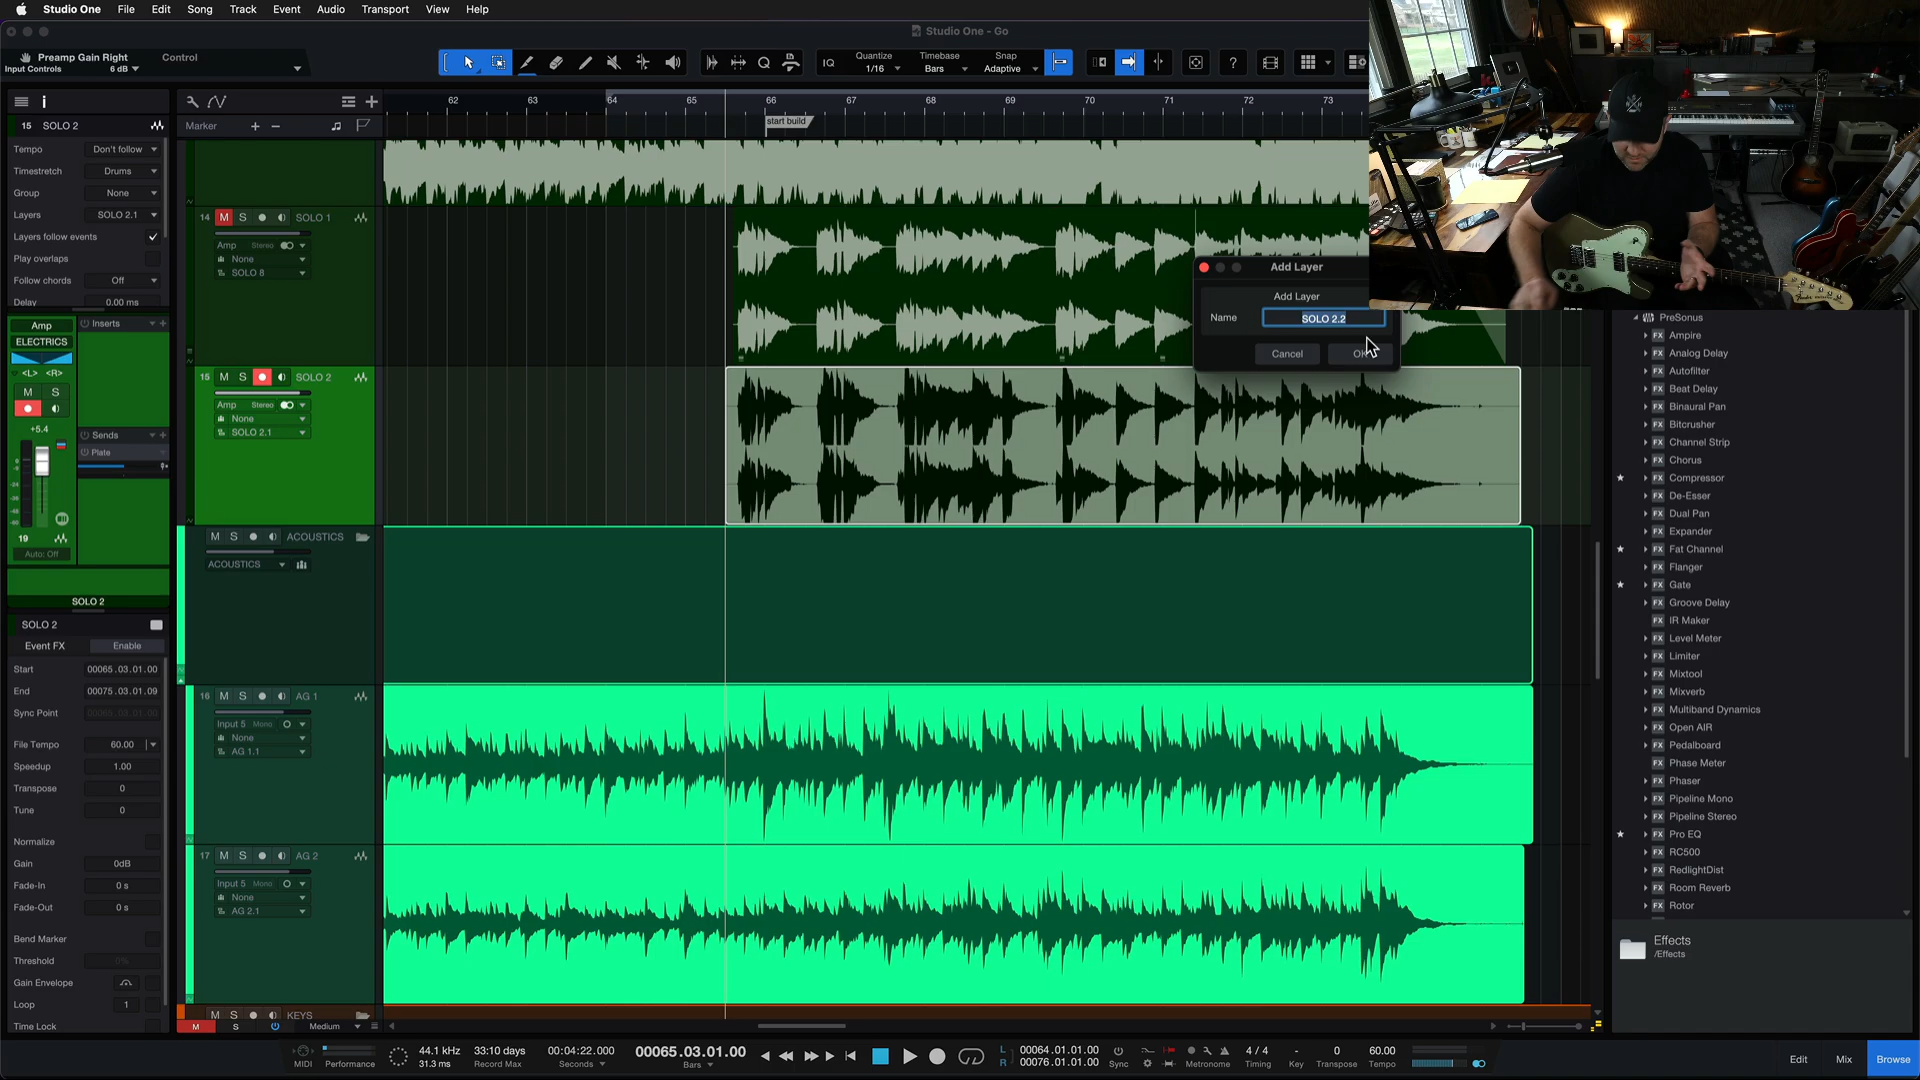 Studio One File Edit Song Track Event Audio Transport View Help
Studio One - Go
Preamp Gain Right Control
Input Controls 6 dB
IQ Quantize 1/16 Timebase Bars Snap Adaptive
?
i
15 SOLO 2
Tempo Don't follow
Timestretch Drums
Group None
Layers SOLO 2.1
Layers follow events
Play overlaps
Follow chords Off
Delay 0.00 ms
Amp Inserts
ELECTRICS
<L> <R>
M S
+5.4
Sends
Plate
19
Auto: Off
SOLO 2
SOLO 2
Event FX Enable
Start 00065.03.01.00
End 00075.03.01.09
Sync Point
File Tempo 60.00
Speedup 1.00
Transpose 0
Tune 0
Normalize
Gain 0dB
Fade-In 0 s
Fade-Out 0 s
Bend Marker
Threshold 0%
Gain Envelope
Loop 1
Time Lock
Marker
62 63 64 65 66 67 68 69 70 71 72 73
start build
14 M S SOLO 1
Amp Stereo
None
SOLO 8
15 M S SOLO 2
Amp Stereo
None
SOLO 2.1
M S ACOUSTICS
ACOUSTICS
16 M S AG 1
Input 5 Mono
None
AG 1.1
17 M S AG 2
Input 5 Mono
None
AG 2.1
M S KEYS
M S Medium
Add Layer
Add Layer
Name SOLO 2.2
Cancel OK
PreSonus
FX Ampire
FX Analog Delay
FX Autofilter
FX Beat Delay
FX Binaural Pan
FX Bitcrusher
FX Channel Strip
FX Chorus
FX Compressor
FX De-Esser
FX Dual Pan
FX Expander
FX Fat Channel
FX Flanger
FX Gate
FX Groove Delay
FX IR Maker
FX Level Meter
FX Limiter
FX Mixtool
FX Mixverb
FX Multiband Dynamics
FX Open AIR
FX Pedalboard
FX Phase Meter
FX Phaser
FX Pipeline Mono
FX Pipeline Stereo
FX Pro EQ
FX RC500
FX RedlightDist
FX Room Reverb
FX Rotor
Effects
/Effects
MIDI Performance
44.1 kHz
31.3 ms
33:10 days
Record Max
00:04:22.000
Seconds
00065.03.01.00
Bars
L 00064.01.01.00
R 00076.01.01.00
Sync
Metronome
4 / 4
Timing
-
Key
0
Transpose
60.00
Tempo
Edit Mix Browse